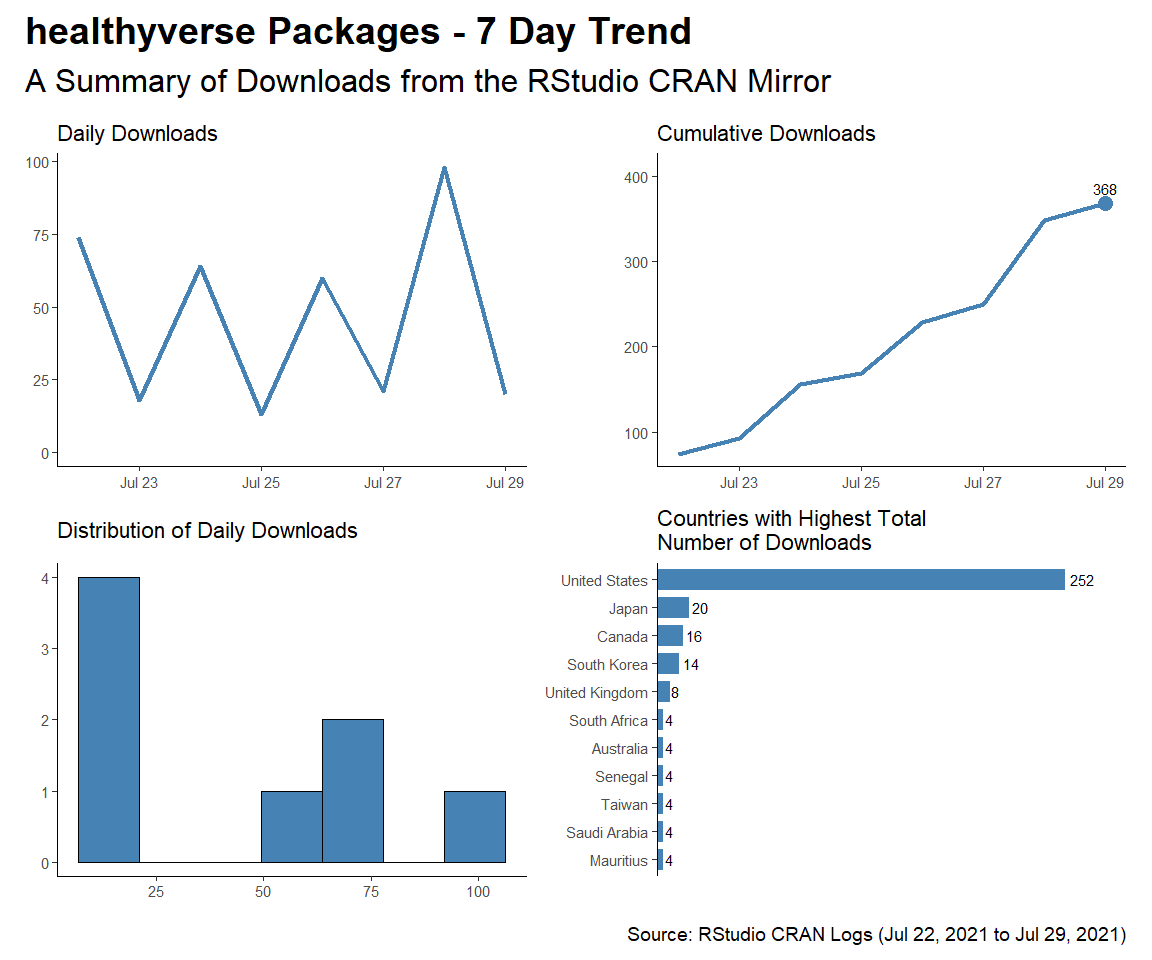 healthyverse Packages - 7 Day Trend
A Summary of Downloads from the RStudio CRAN Mirror
Daily Downloads
100
75
50
25
0
Jul 23 Jul 25 Jul 27 Jul 29
Cumulative Downloads
400
300
200
100
368
Jul 23 Jul 25 Jul 27 Jul 29
Distribution of Daily Downloads
4
3
2
1
0
25 50 75 100
Countries with Highest Total
Number of Downloads
United States 252
Japan 20
Canada 16
South Korea 14
United Kingdom 8
South Africa 4
Australia 4
Senegal 4
Taiwan 4
Saudi Arabia 4
Mauritius 4
Source: RStudio CRAN Logs (Jul 22, 2021 to Jul 29, 2021)